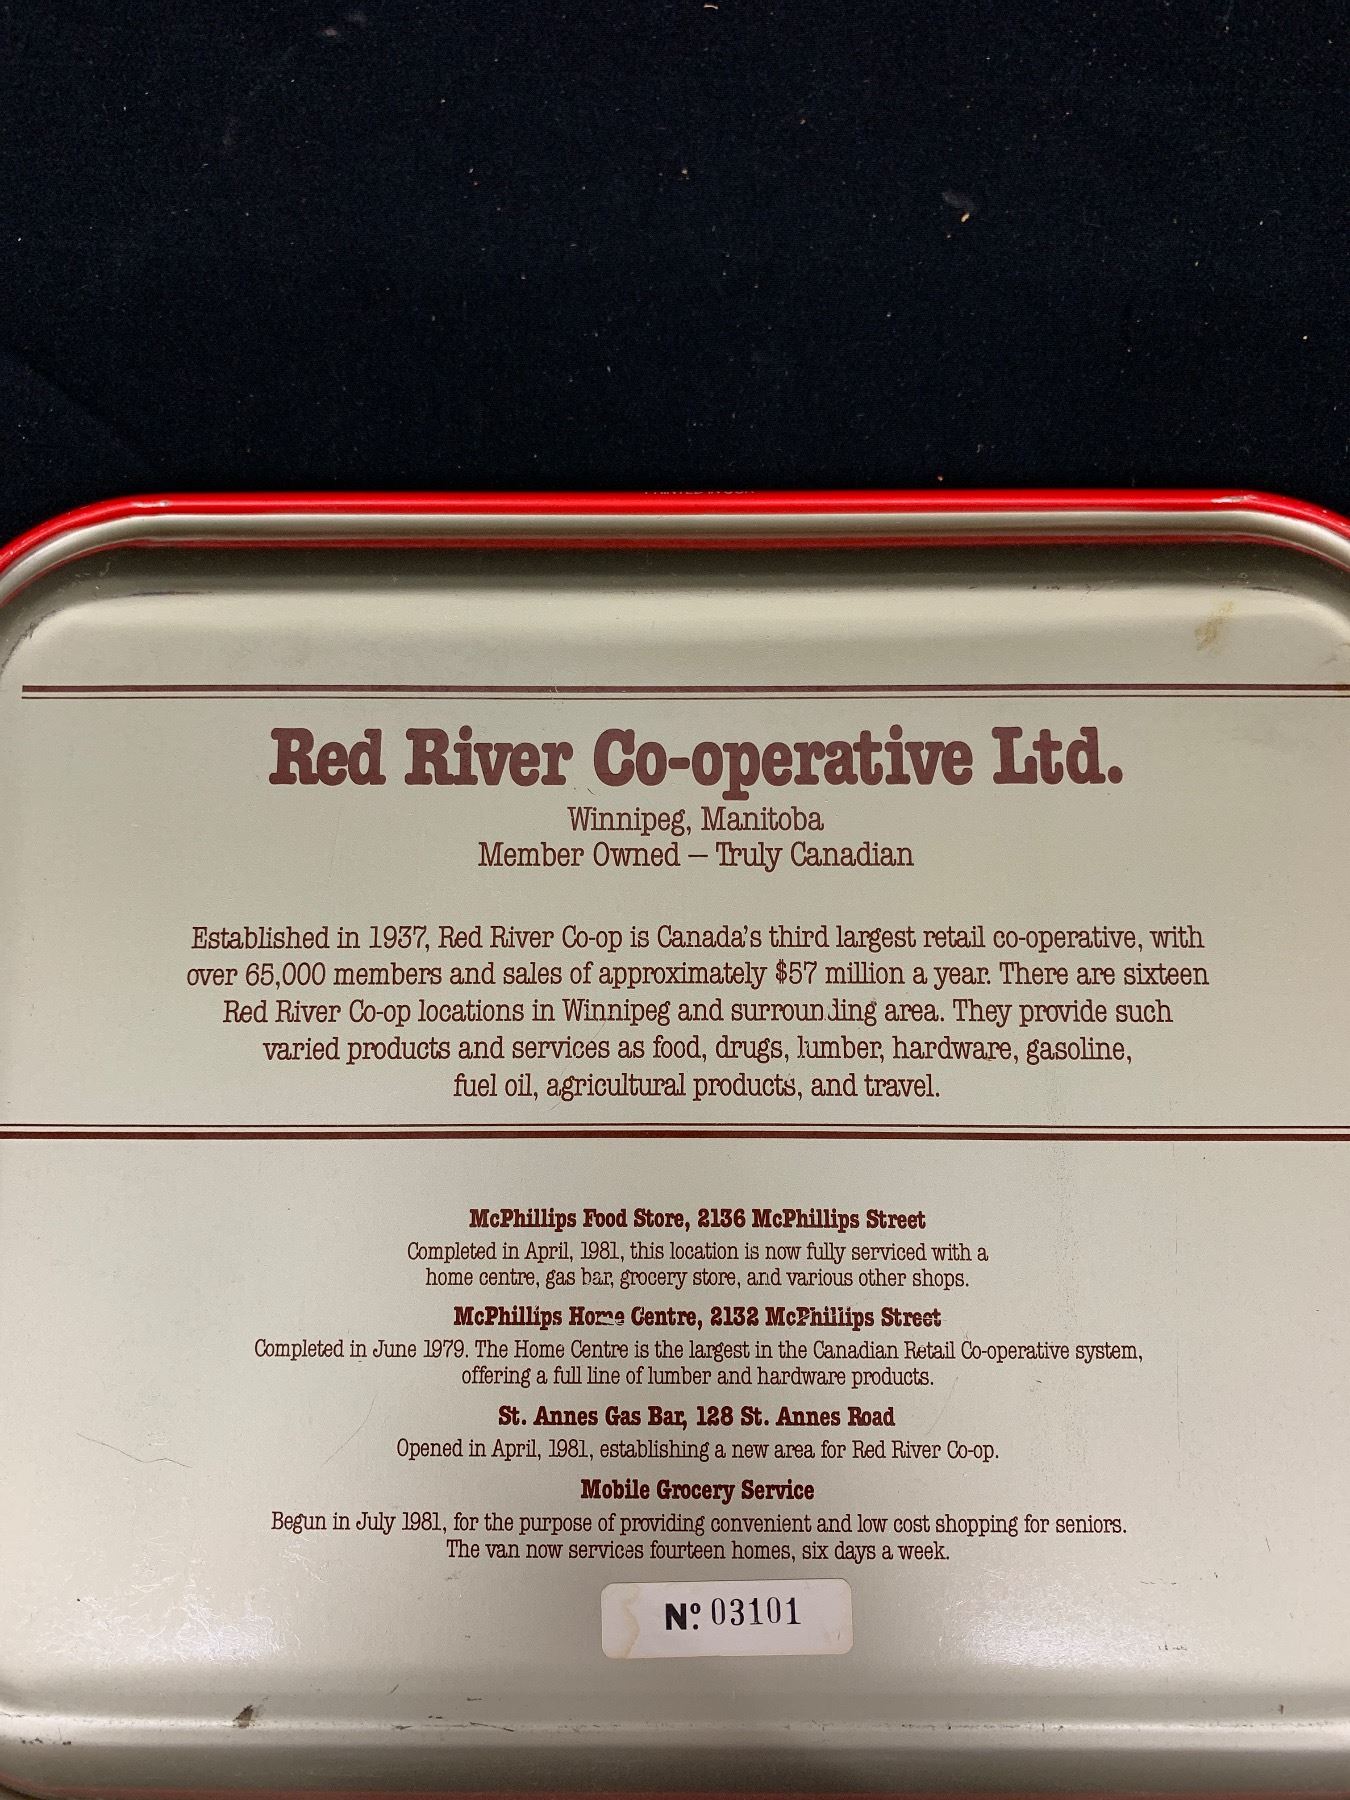 PRINTED IN USA
Red River Co-operative Ltd.
Winnipeg, Manitoba
Member Owned – Truly Canadian
Established in 1937, Red River Co-op is Canada's third largest retail co-operative, with
over 65,000 members and sales of approximately $57 million a year. There are sixteen
Red River Co-op locations in Winnipeg and surrounding area. They provide such
varied products and services as food, drugs, lumber, hardware, gasoline,
fuel oil, agricultural products, and travel.
McPhillips Food Store, 2136 McPhillips Street
Completed in April, 1981, this location is now fully serviced with a
home centre, gas bar, grocery store, and various other shops.
McPhillips Home Centre, 2132 McPhillips Street
Completed in June 1979. The Home Centre is the largest in the Canadian Retail Co-operative system,
offering a full line of lumber and hardware products.
St. Annes Gas Bar, 128 St. Annes Road
Opened in April, 1981, establishing a new area for Red River Co-op.
Mobile Grocery Service
Begun in July 1981, for the purpose of providing convenient and low cost shopping for seniors.
The van now services fourteen homes, six days a week.
Nº 03101